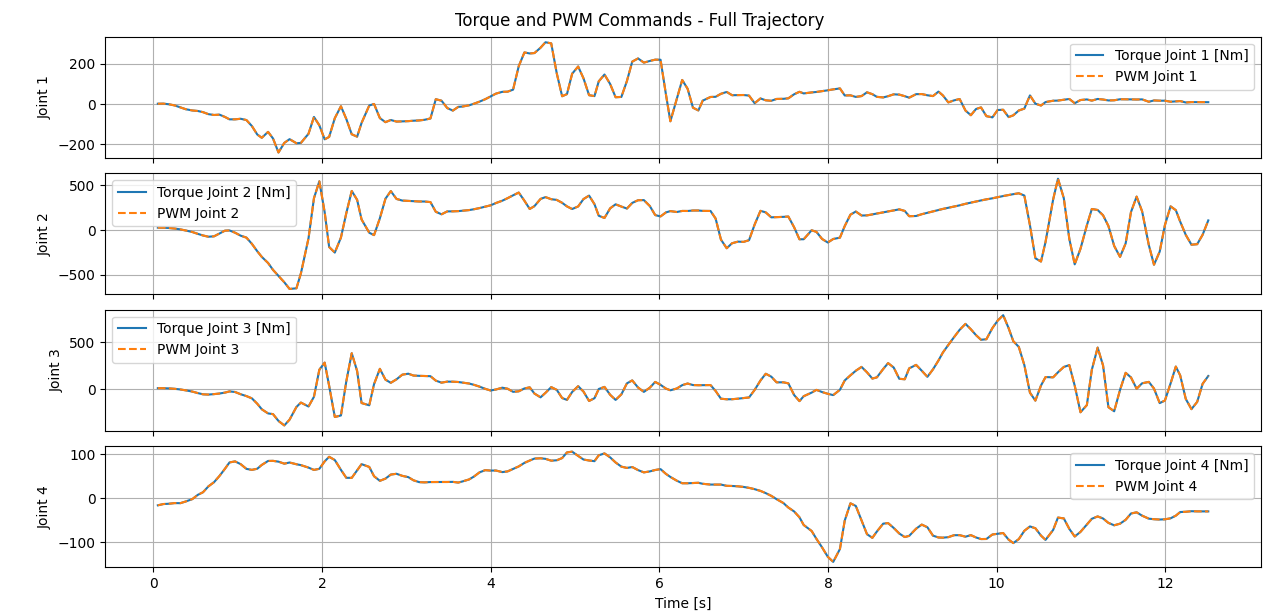 Torque and PWM Commands - Full Trajectory
Joint 1
200
0
−200
Torque Joint 1 [Nm]
PWM Joint 1
Joint 2
500
0
−500
Torque Joint 2 [Nm]
PWM Joint 2
Joint 3
500
0
Torque Joint 3 [Nm]
PWM Joint 3
Joint 4
100
0
−100
Torque Joint 4 [Nm]
PWM Joint 4
0 2 4 6 8 10 12
Time [s]